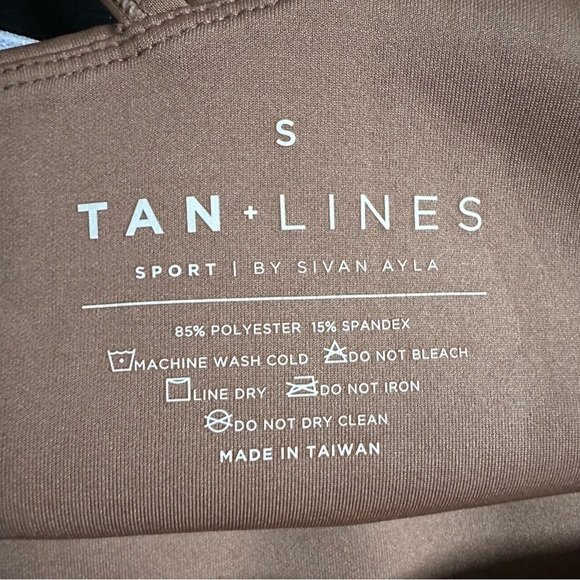 S
TAN + LINES
SPORT | BY SIVAN AYLA
85% POLYESTER 15% SPANDEX
MACHINE WASH COLD DO NOT BLEACH
LINE DRY DO NOT IRON
DO NOT DRY CLEAN
MADE IN TAIWAN